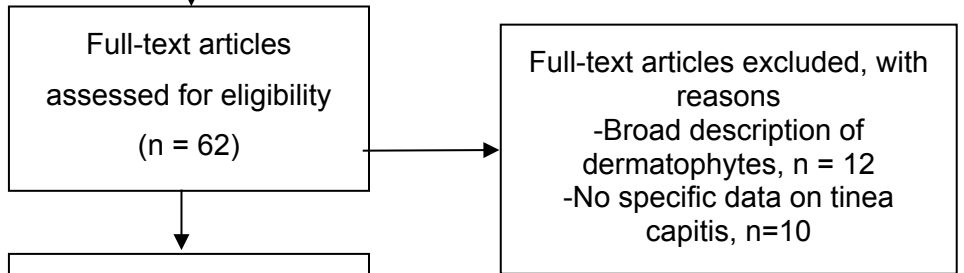 Full-text articles
assessed for eligibility
(n = 62)
Full-text articles excluded, with
reasons
-Broad description of
dermatophytes, n = 12
-No specific data on tinea
capitis, n=10